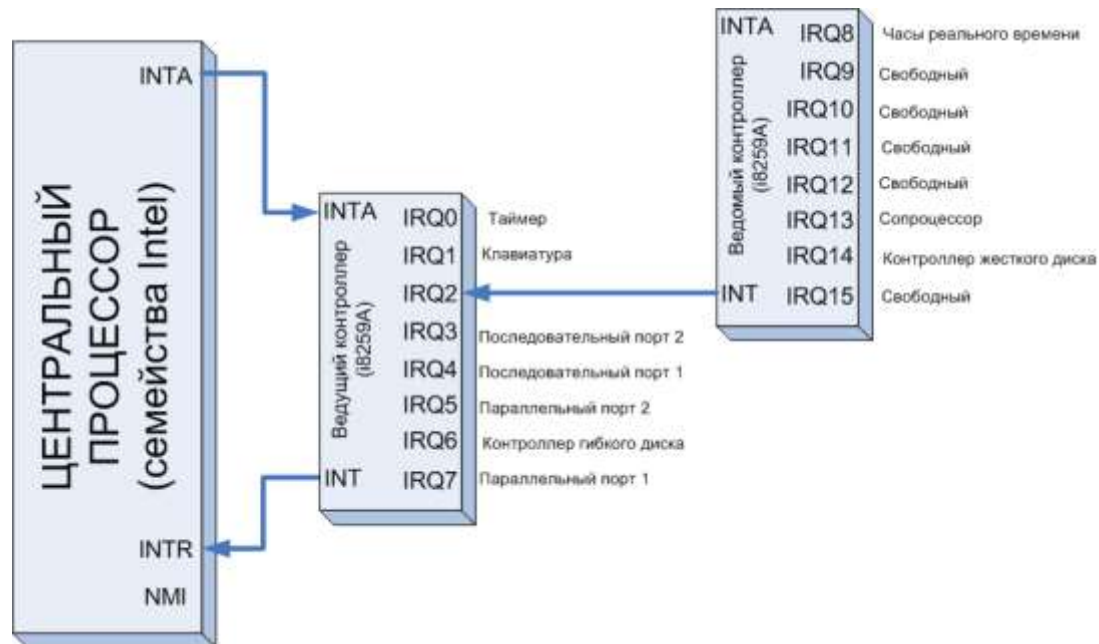 ЦЕНТРАЛЬНЫЙ
ПРОЦЕССОР
(семейства Intel)
INTA
INTR
NMI
INTA
Ведущий контроллер
(i8259A)
INT
IRQ0 Таймер
IRQ1 Клавиатура
IRQ2
IRQ3 Последовательный порт 2
IRQ4 Последовательный порт 1
IRQ5 Параллельный порт 2
IRQ6 Контроллер гибкого диска
IRQ7 Параллельный порт 1
INTA
Ведомый контроллер
(i8259A)
INT
IRQ8 Часы реального времени
IRQ9 Свободный
IRQ10 Свободный
IRQ11 Свободный
IRQ12 Свободный
IRQ13 Сопроцессор
IRQ14 Контроллер жесткого диска
IRQ15 Свободный